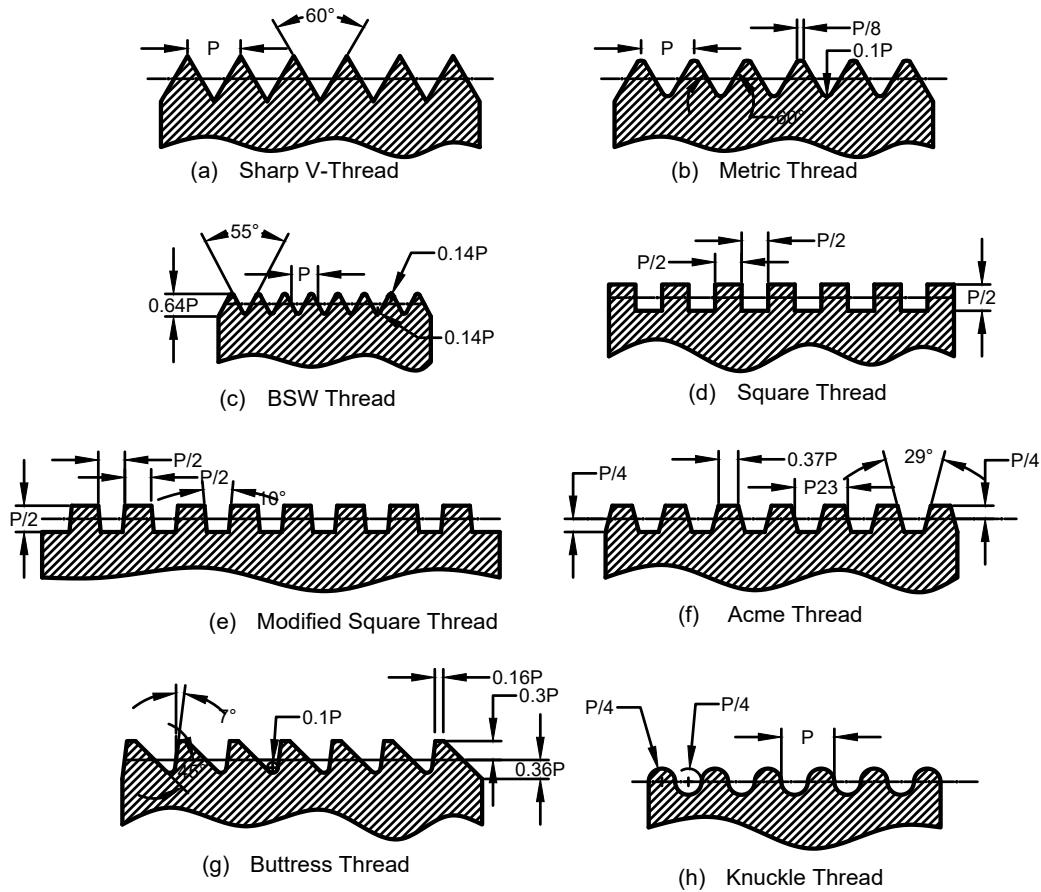 60°
P
(a) Sharp V-Thread
P/8
P
0.1P
60°
(b) Metric Thread
55°
0.14P
P
0.64P
0.14P
(c) BSW Thread
P/2
P/2
P/2
(d) Square Thread
P/2
P/2
10°
P/2
(e) Modified Square Thread
29°
0.37P
P/4
P/4
P23
(f) Acme Thread
0.16P
0.3P
7°
0.1P
45°
0.36P
(g) Buttress Thread
P/4
P/4
P
(h) Knuckle Thread